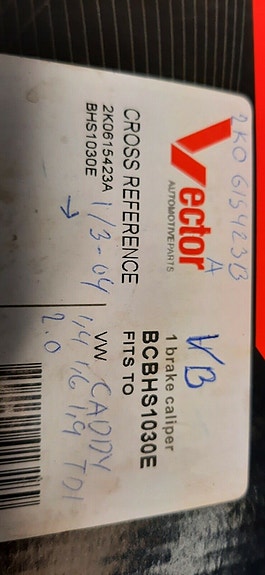 2K0 615423B
A
Vector
AUTOMOTIVEPARTS
VB
1 brake caliper
BCBHS1030E
CROSS REFERENCE
2K0615423A
BHS1030E
1/3-04 →
FITS TO
VW CADDY
1,4 1,6 1,9 TDI
2.0